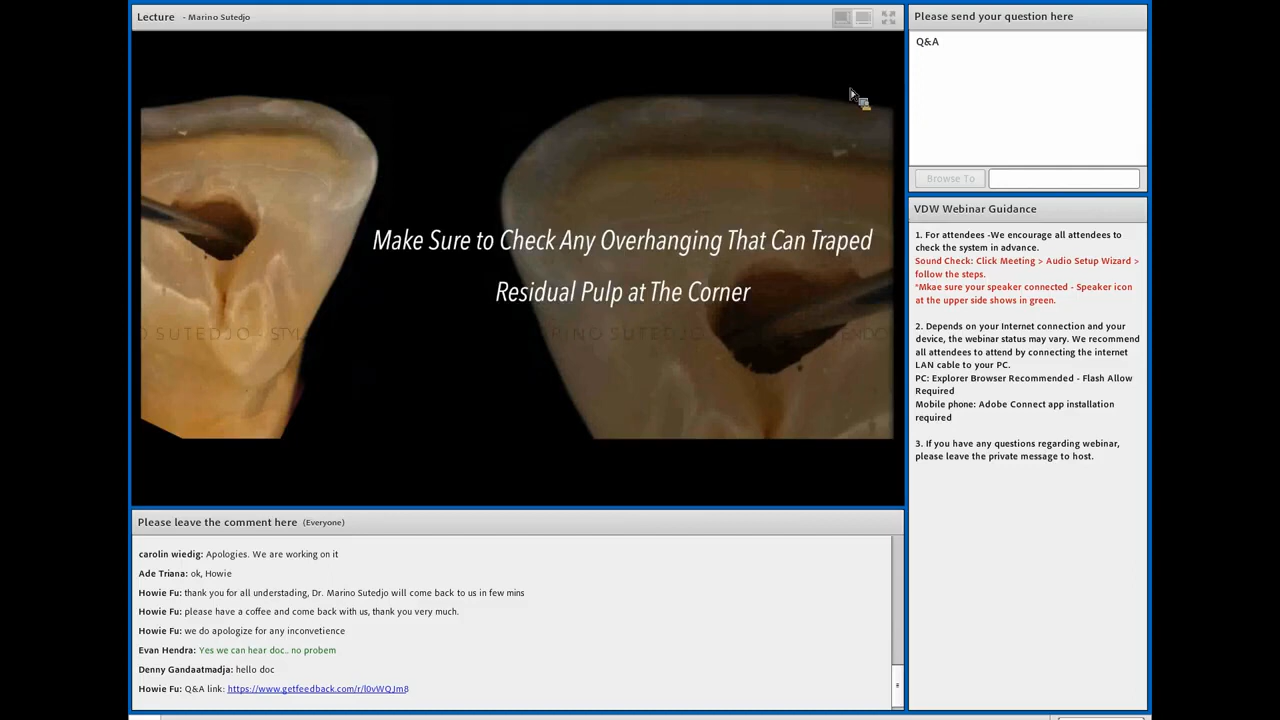 Lecture - Marino Sutedjo
Make Sure to Check Any Overhanging That Can Traped
Residual Pulp at The Corner
O SUTEDJO - STYL
MARINO SUTEDJO
ENDO
Please leave the comment here (Everyone)
carolin wiedig: Apologies. We are working on it
Ade Triana: ok, Howie
Howie Fu: thank you for all understading, Dr. Marino Sutedjo will come back to us in few mins
Howie Fu: please have a coffee and come back with us, thank you very much.
Howie Fu: we do apologize for any inconvetience
Evan Hendra: Yes we can hear doc.. no probem
Denny Gandaatmadja: hello doc
Howie Fu: Q&A link: https://www.getfeedback.com/r/l0vWQJm8
Please send your question here
Q&A
Browse To
VDW Webinar Guidance
1. For attendees -We encourage all attendees to
check the system in advance.
Sound Check: Click Meeting > Audio Setup Wizard >
follow the steps.
*Mkae sure your speaker connected - Speaker icon
at the upper side shows in green.
2. Depends on your Internet connection and your
device, the webinar status may vary. We recommend
all attendees to attend by connecting the internet
LAN cable to your PC.
PC: Explorer Browser Recommended - Flash Allow
Required
Mobile phone: Adobe Connect app installation
required
3. If you have any questions regarding webinar,
please leave the private message to host.